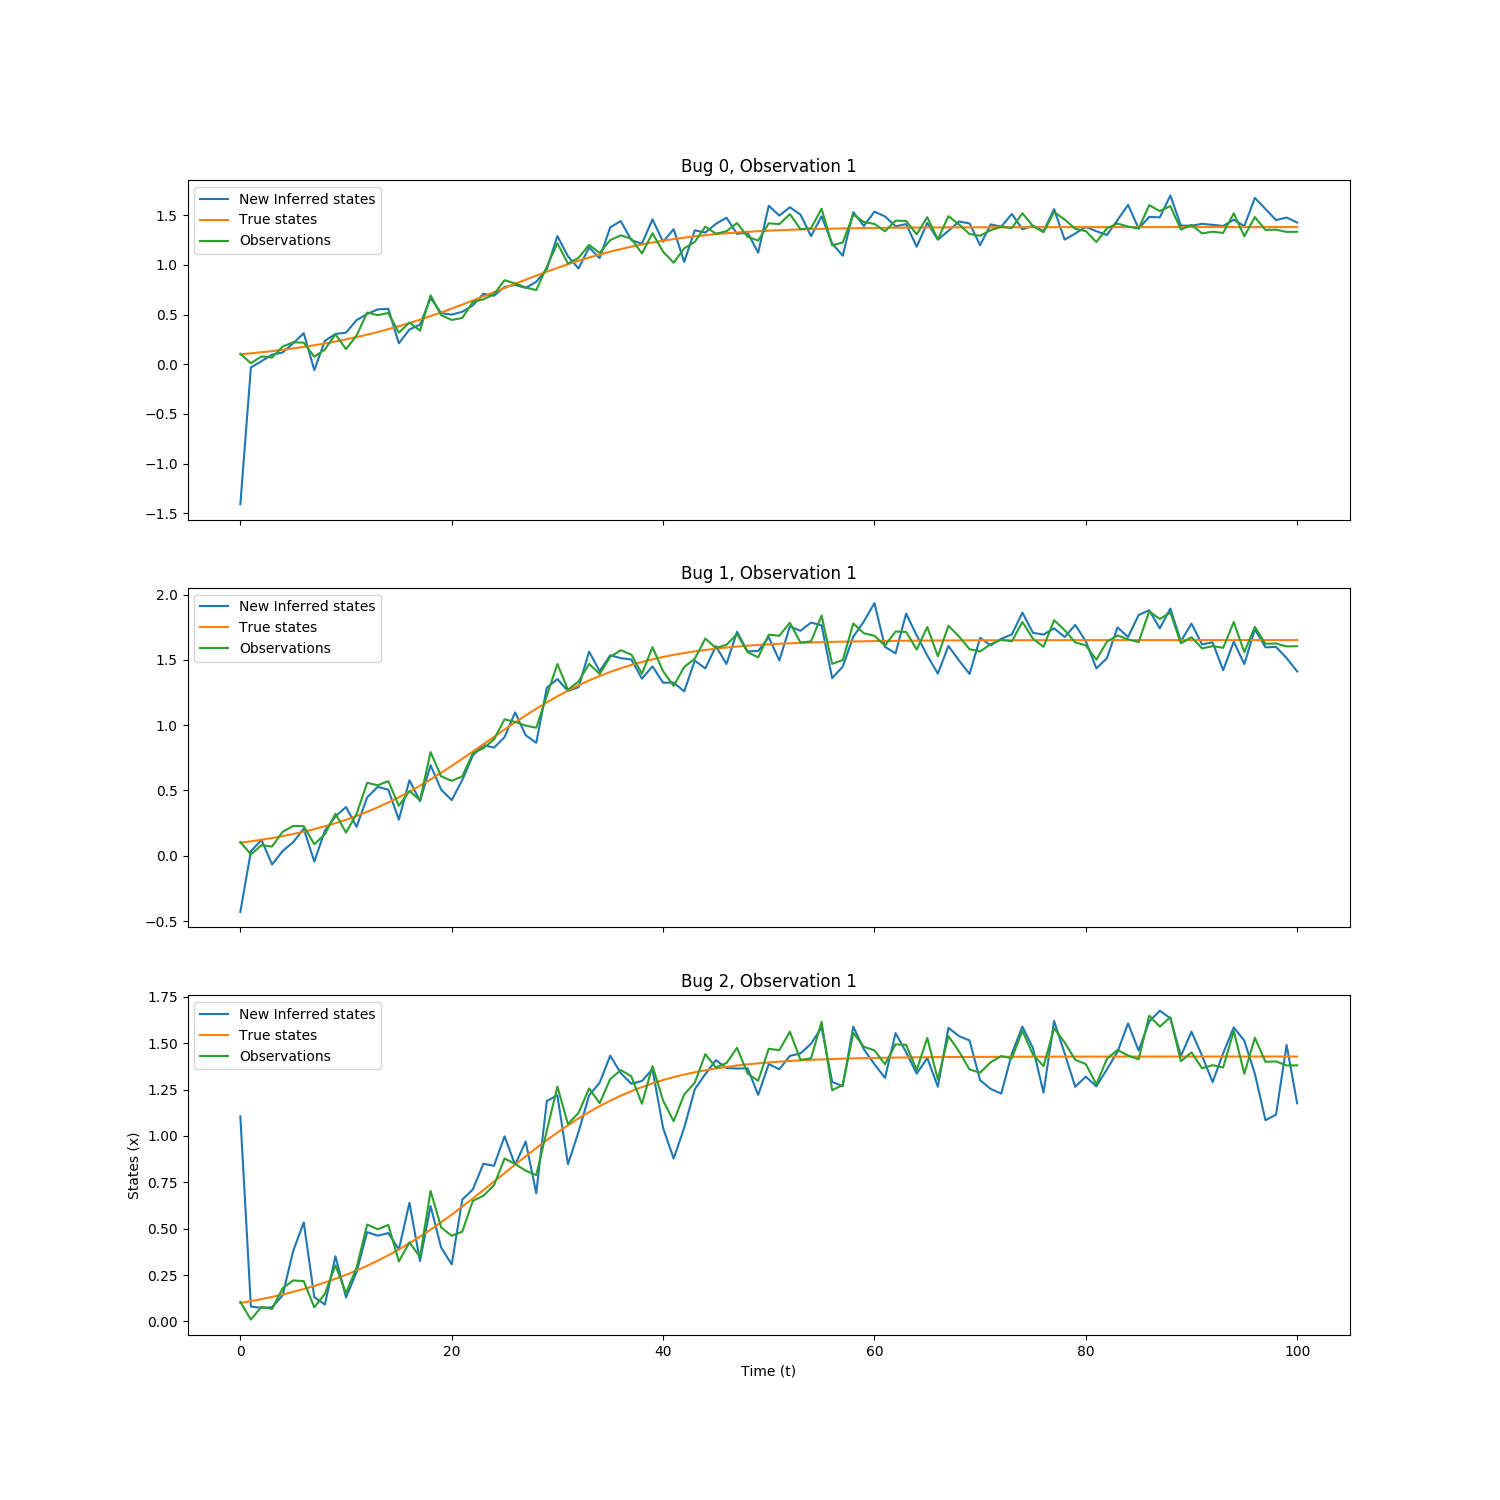 Bug 0, Observation 1
New Inferred states
True states
Observations
1.5
1.0
0.5
0.0
−0.5
−1.0
−1.5
Bug 1, Observation 1
New Inferred states
True states
Observations
2.0
1.5
1.0
0.5
0.0
−0.5
Bug 2, Observation 1
New Inferred states
True states
Observations
1.75
1.50
1.25
1.00
0.75
0.50
0.25
0.00
States (x)
0 20 40 60 80 100
Time (t)